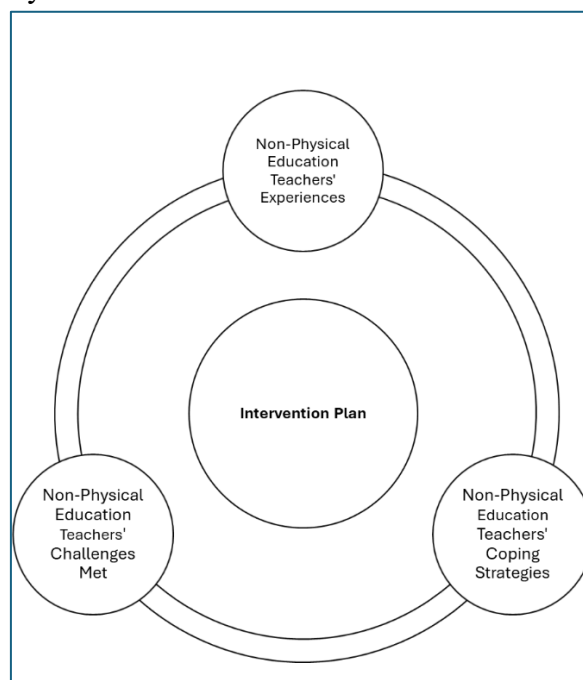 Non-Physical
Education
Teachers'
Experiences
Intervention Plan
Non-Physical
Education
Teachers'
Challenges
Met
Non-Physical
Education
Teachers'
Coping
Strategies